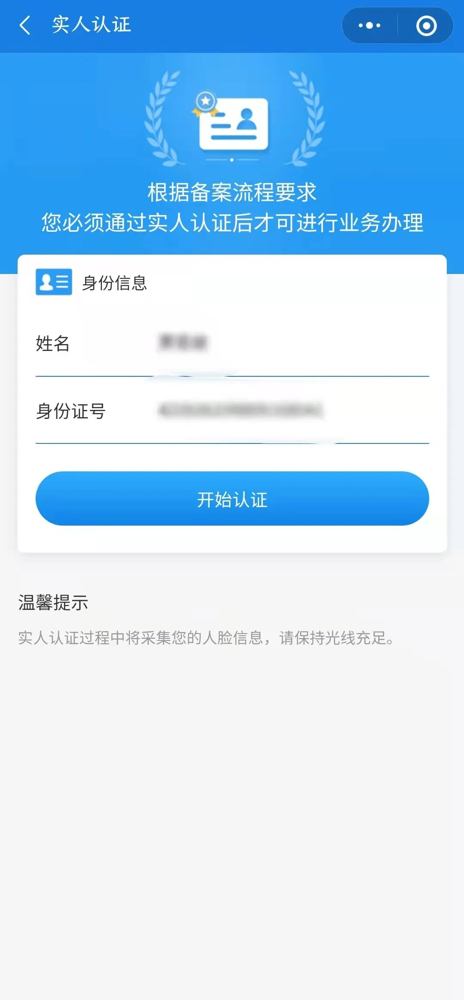 实人认证
根据备案流程要求
您必须通过实人认证后才可进行业务办理
身份信息
姓名
身份证号
开始认证
温馨提示
实人认证过程中将采集您的人脸信息，请保持光线充足。